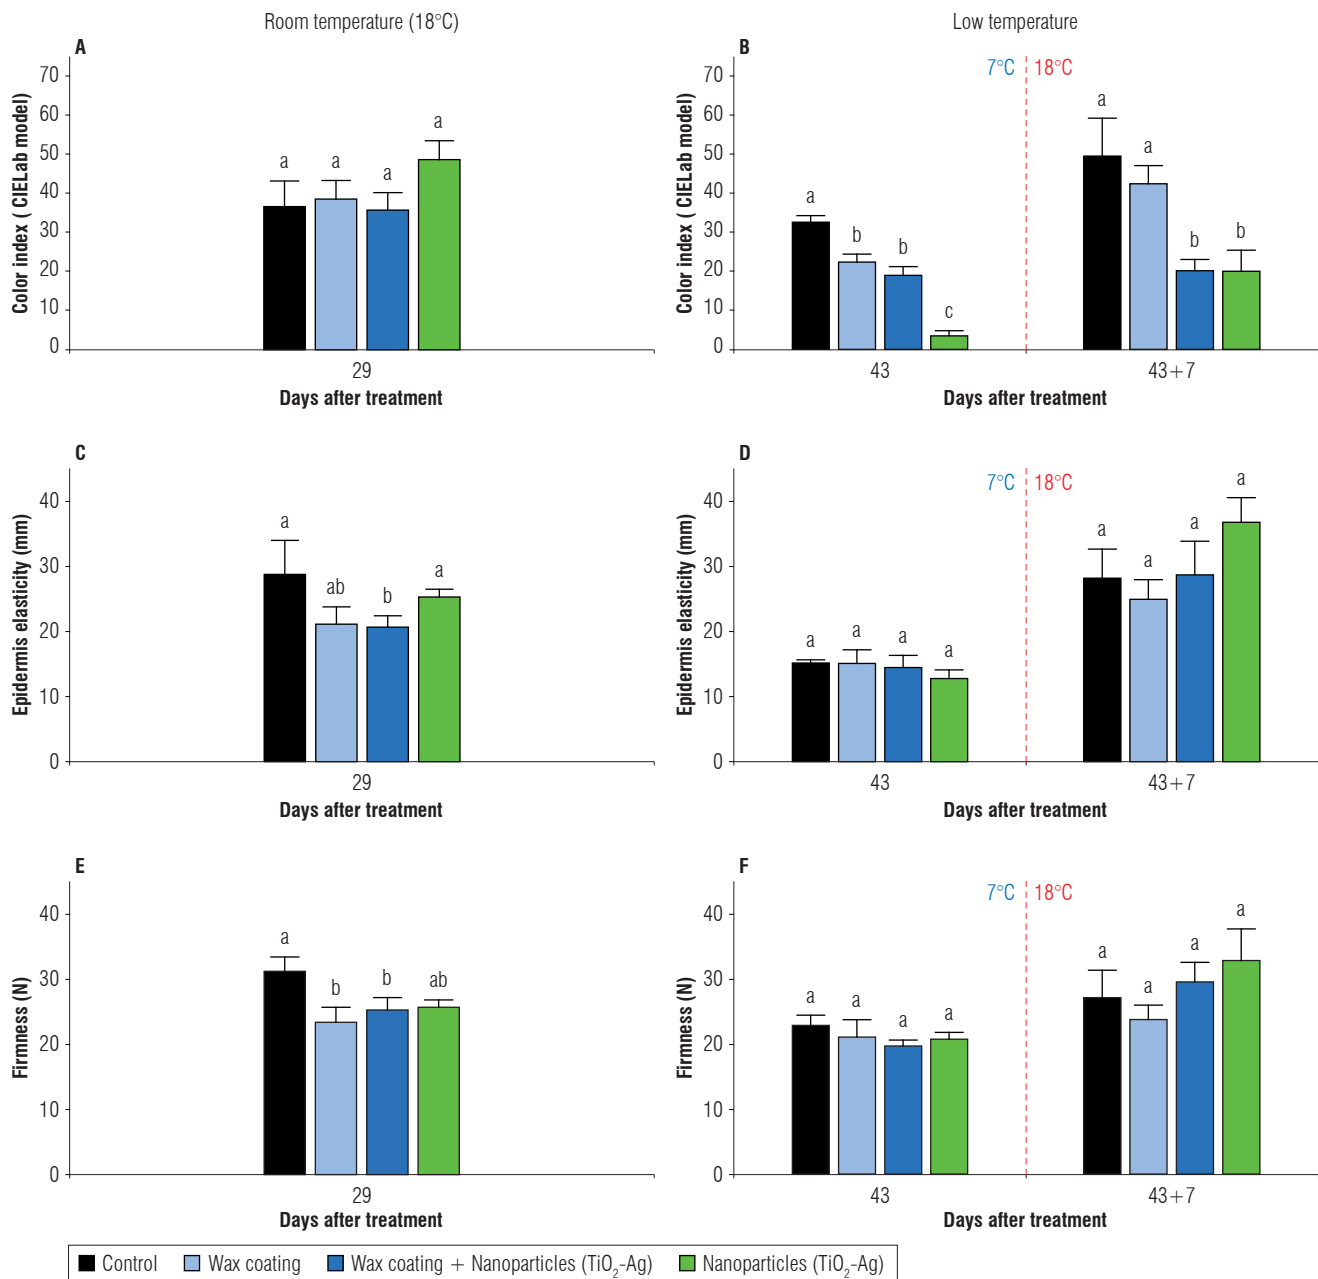 Room temperature (18°C)
Low temperature
A
Color index ( CIELab model)
70
60
50
40
30
20
10
0
a
a
a
a
29
Days after treatment
B
7°C
18°C
Color index ( CIELab model)
70
60
50
40
30
20
10
0
a
b
b
c
a
a
b
b
43
43+7
Days after treatment
C
Epidermis elasticity (mm)
40
30
20
10
0
a
ab
b
a
29
Days after treatment
D
7°C
18°C
Epidermis elasticity (mm)
40
30
20
10
0
a
a
a
a
a
a
a
a
43
43+7
Days after treatment
E
Firmness (N)
40
30
20
10
0
a
b
b
ab
29
Days after treatment
F
7°C
18°C
Firmness (N)
40
30
20
10
0
a
a
a
a
a
a
a
a
43
43+7
Days after treatment
Control
Wax coating
Wax coating + Nanoparticles (TiO₂-Ag)
Nanoparticles (TiO₂-Ag)